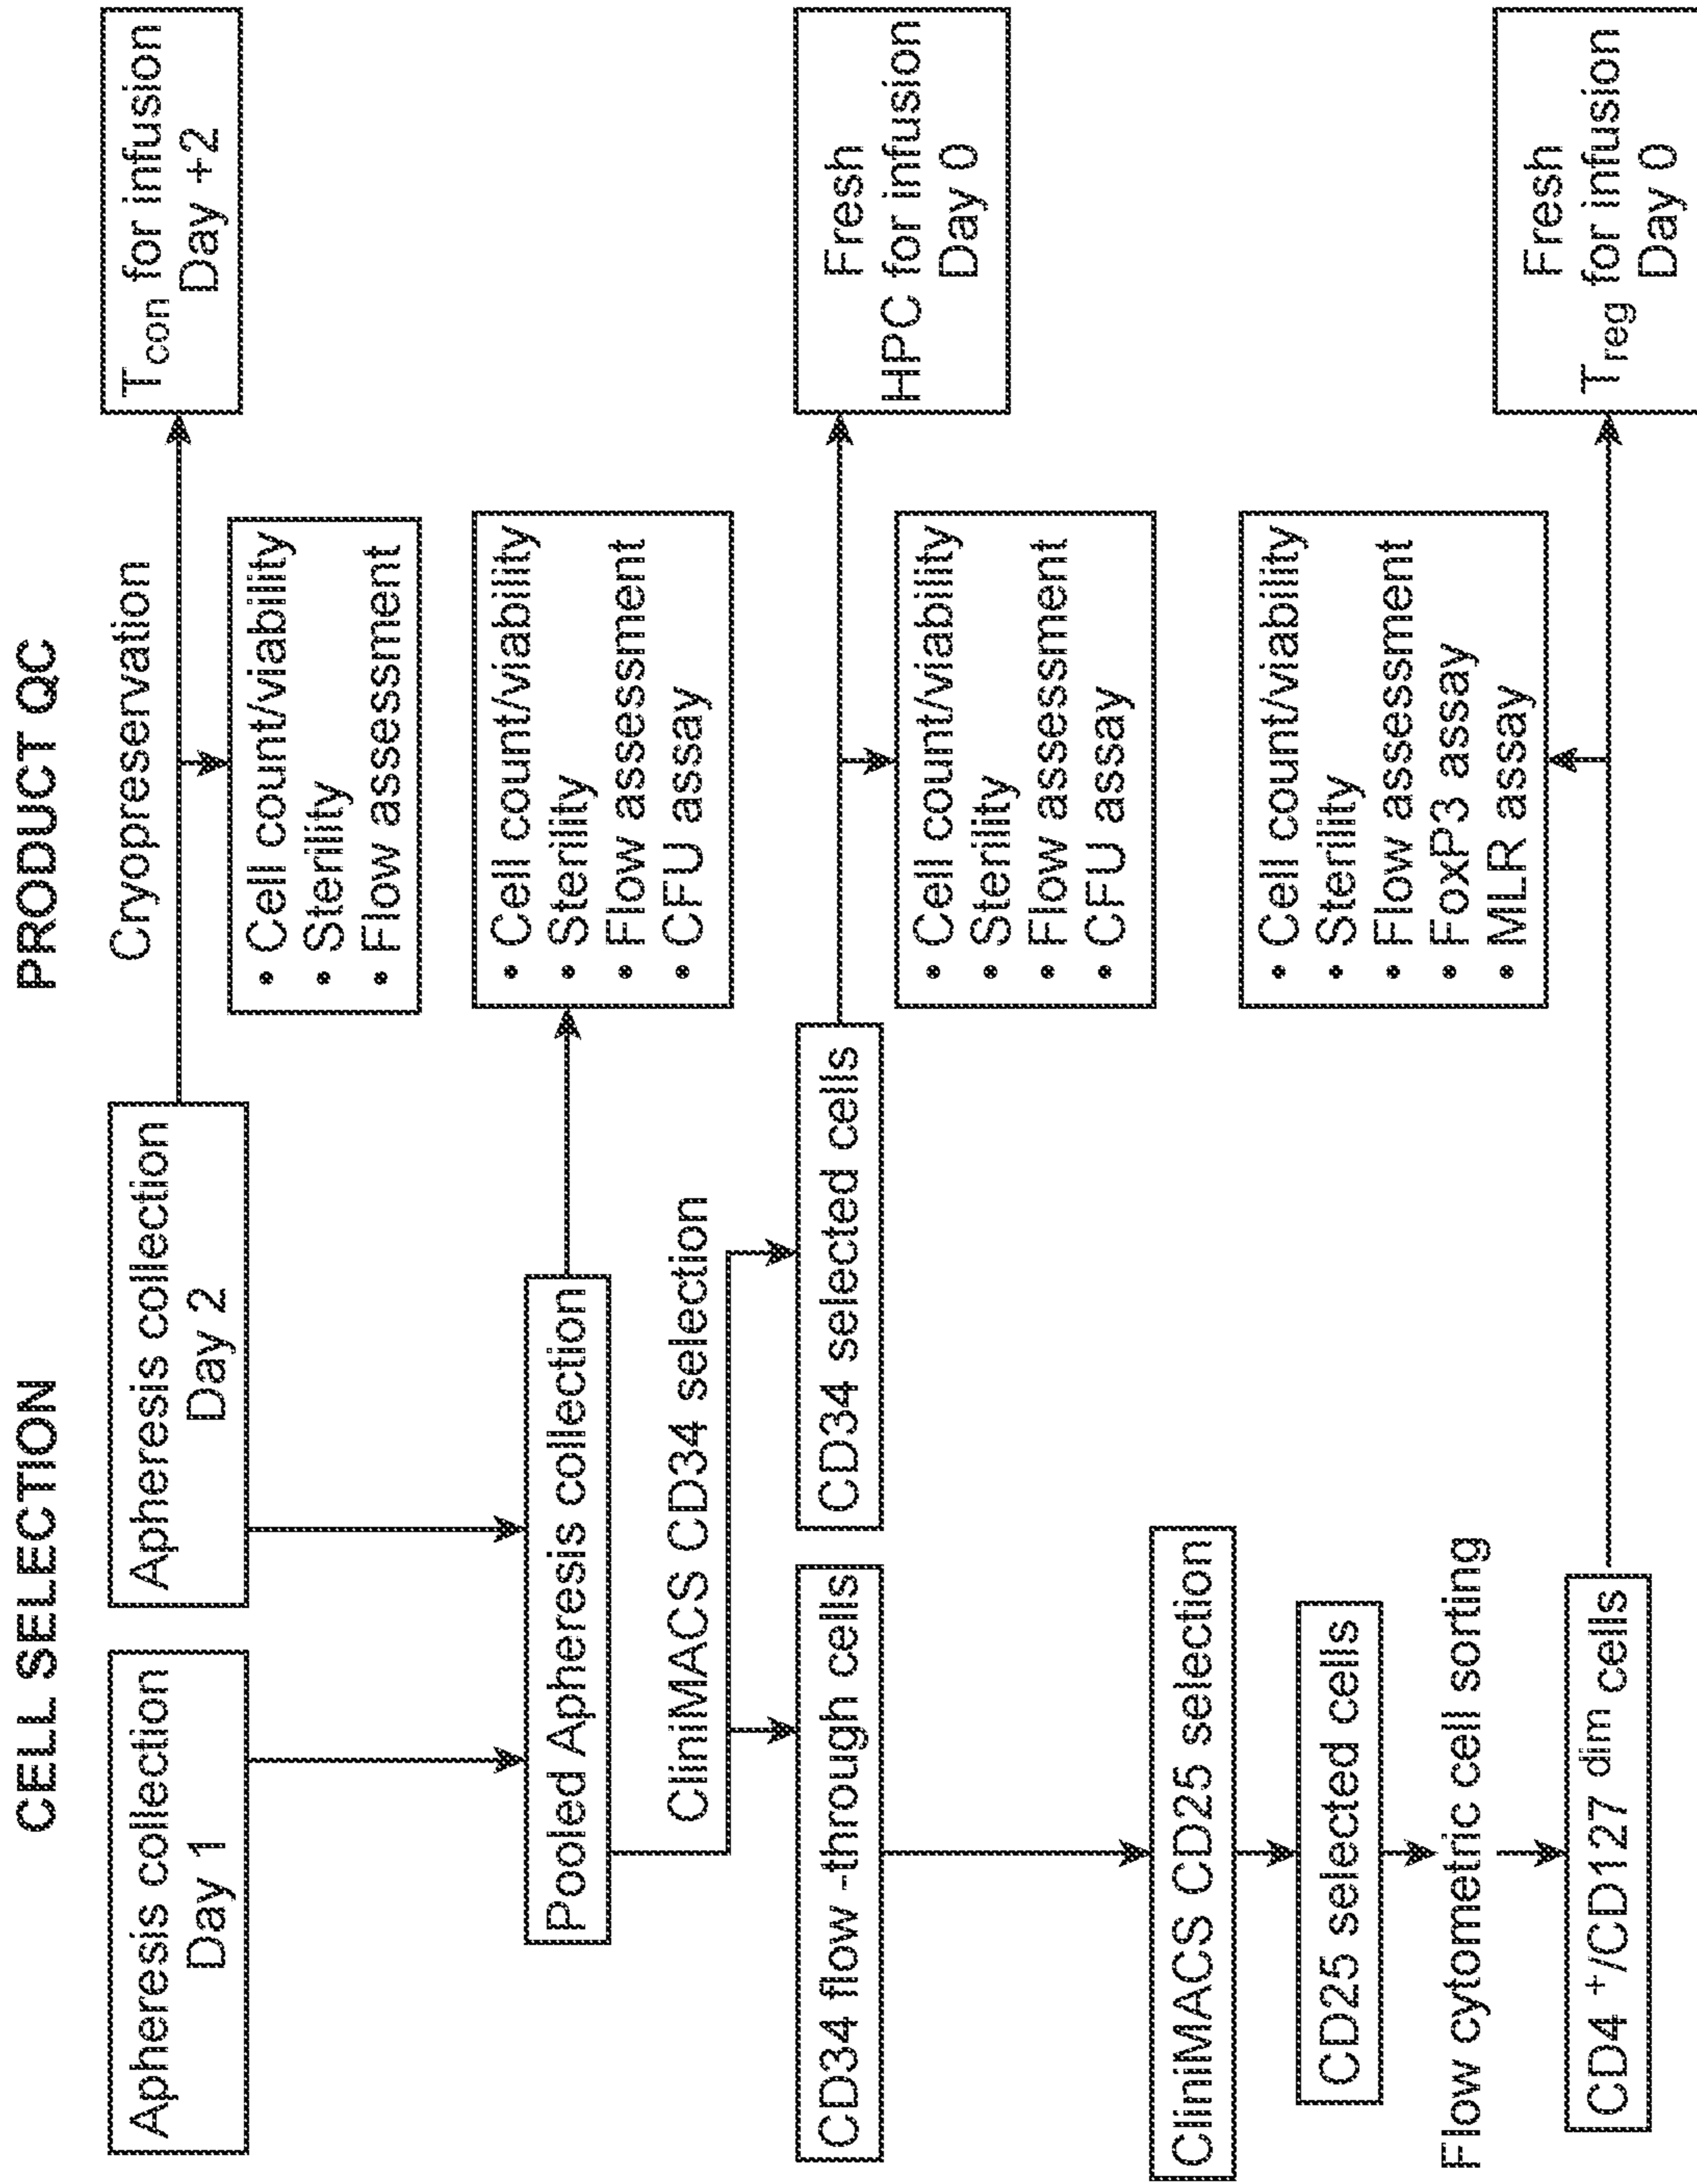 CELL SELECTION
PRODUCT QC
Apheresis collection
Day 1
Apheresis collection
Day 2
Cryopreservation
Tcon for infusion
Day +2
• Cell count/viability
• Sterility
• Flow assessment
Pooled Apheresis collection
• Cell count/viability
• Sterility
• Flow assessment
• CFU assay
CliniMACS CD34 selection
CD34 flow -through cells
CD34 selected cells
Fresh
HPC for infusion
Day 0
• Cell count/viability
• Sterility
• Flow assessment
• CFU assay
CliniMACS CD25 selection
CD25 selected cells
Flow cytometric cell sorting
CD4 +/CD127 dim cells
• Cell count/viability
• Sterility
• Flow assessment
• FoxP3 assay
• MLR assay
Fresh
Treg for infusion
Day 0